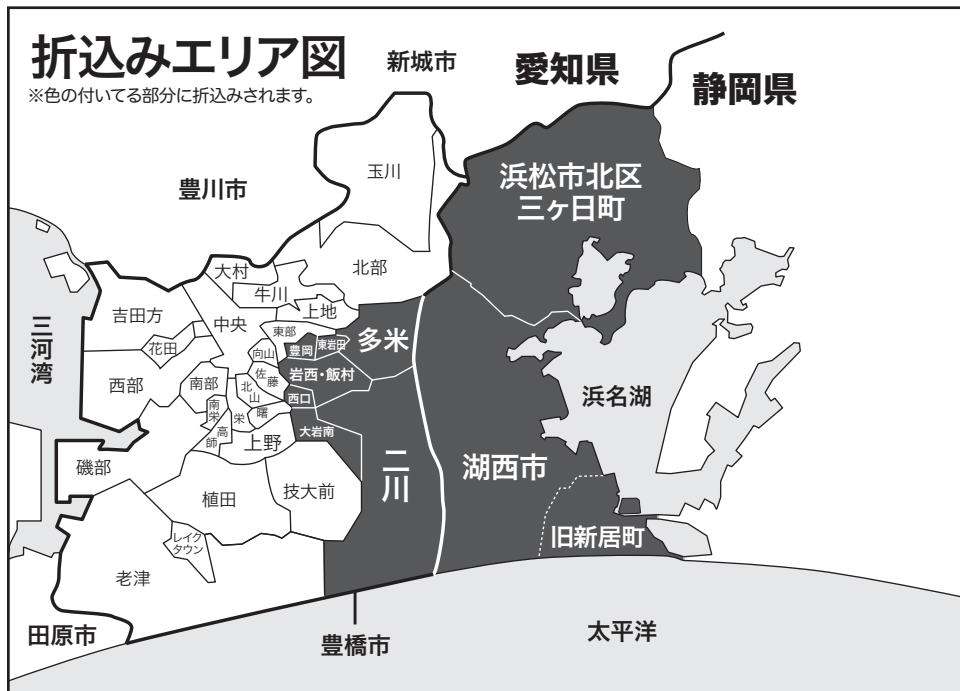 折込みエリア図
※色の付いてる部分に折込みされます。
新城市
愛知県
静岡県
豊川市
玉川
浜松市北区
三ヶ日町
大村
北部
牛川
吉田方
中央
上地
三河湾
東部
花田
向山
豊岡
東岩田
多米
西部
南部
佐藤
岩西・飯村
北山
西口
浜名湖
南栄
栄
曙
高師
上野
大岩南
磯部
二川
湖西市
植田
技大前
レイク
タウン
旧新居町
老津
田原市
豊橋市
太平洋